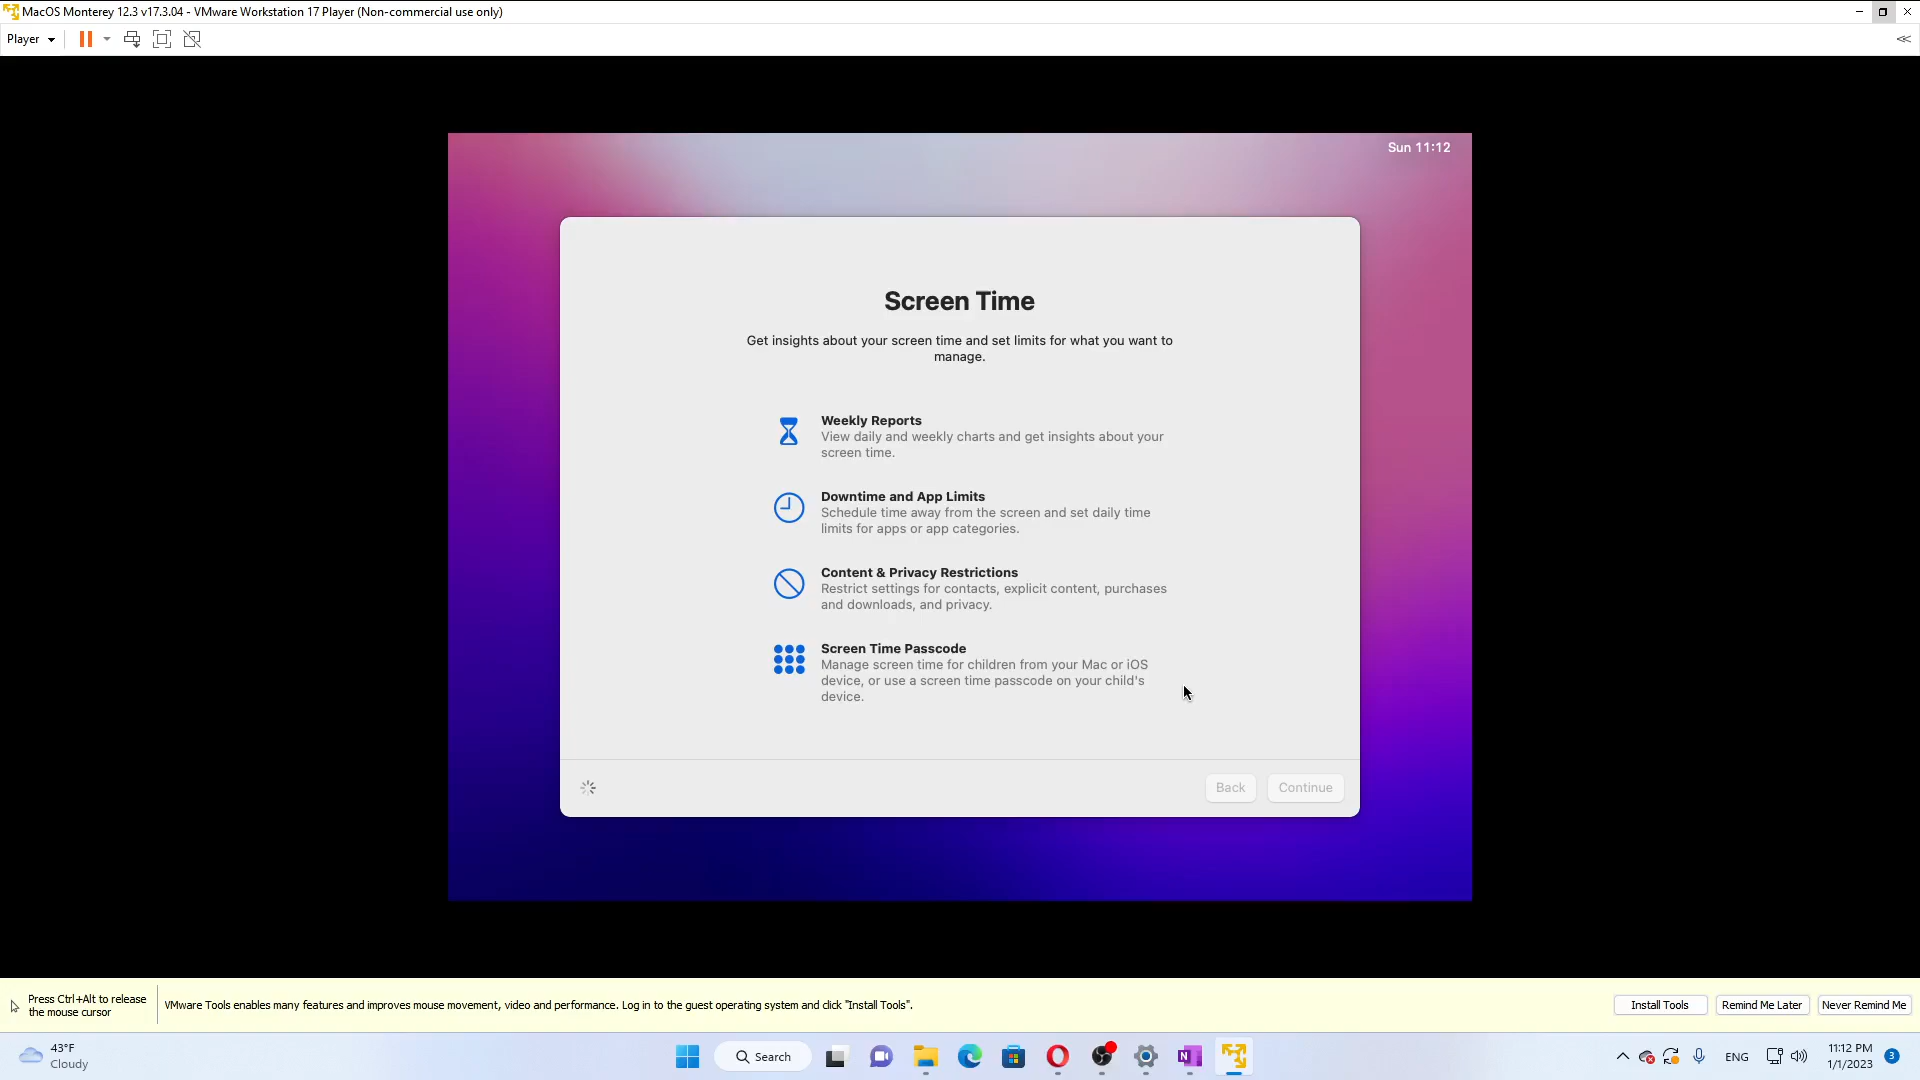 MacOS Monterey 12.3 v17.3.04 - VMware Workstation 17 Player (Non-commercial use only)
Player
Sun 11:12
Screen Time
Get insights about your screen time and set limits for what you want to
manage.
Weekly Reports
View daily and weekly charts and get insights about your
screen time.
Downtime and App Limits
Schedule time away from the screen and set daily time
limits for apps or app categories.
Content & Privacy Restrictions
Restrict settings for contacts, explicit content, purchases
and downloads, and privacy.
Screen Time Passcode
Manage screen time for children from your Mac or iOS
device, or use a screen time passcode on your child's
device.
Back Continue
Press Ctrl+Alt to release
the mouse cursor
VMware Tools enables many features and improves mouse movement, video and performance. Log in to the guest operating system and click "Install Tools".
Install Tools Remind Me Later Never Remind Me
43°F
Cloudy
Search
N
ENG
11:12 PM
1/1/2023
3